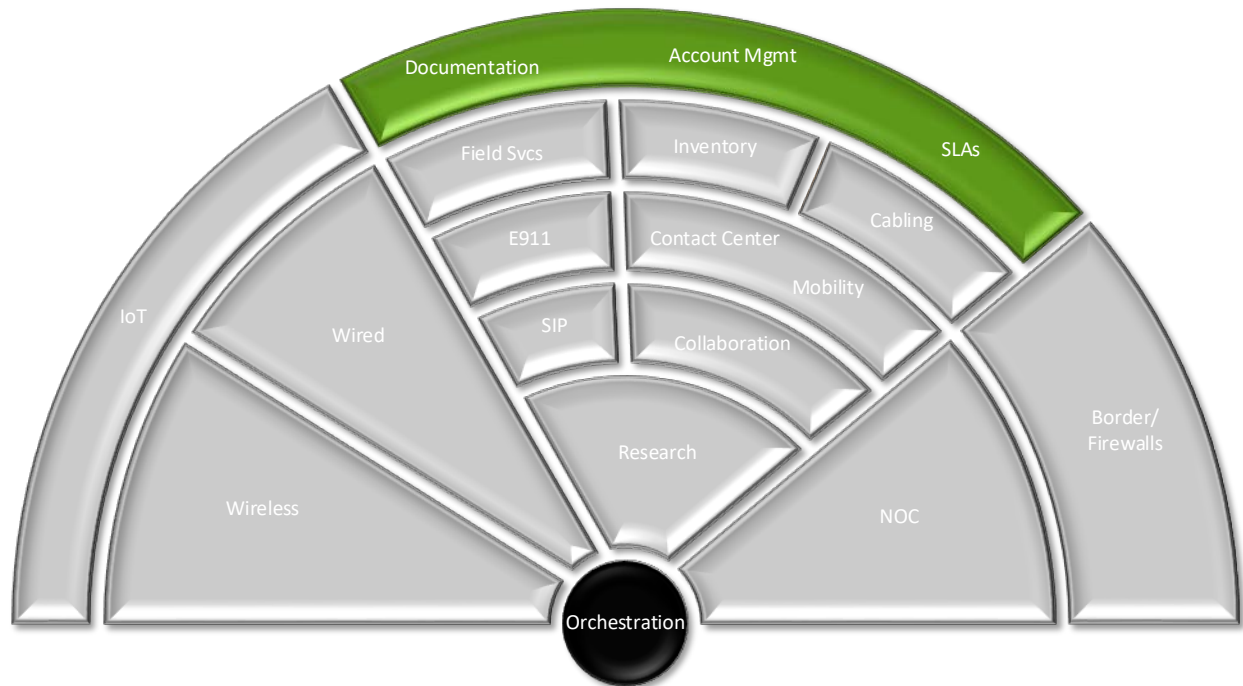 Documentation
Account Mgmt
SLAs
Field Svcs
Inventory
Cabling
E911
Contact Center
Mobility
IoT
Wired
SIP
Collaboration
Border/
Firewalls
Research
Wireless
NOC
Orchestration